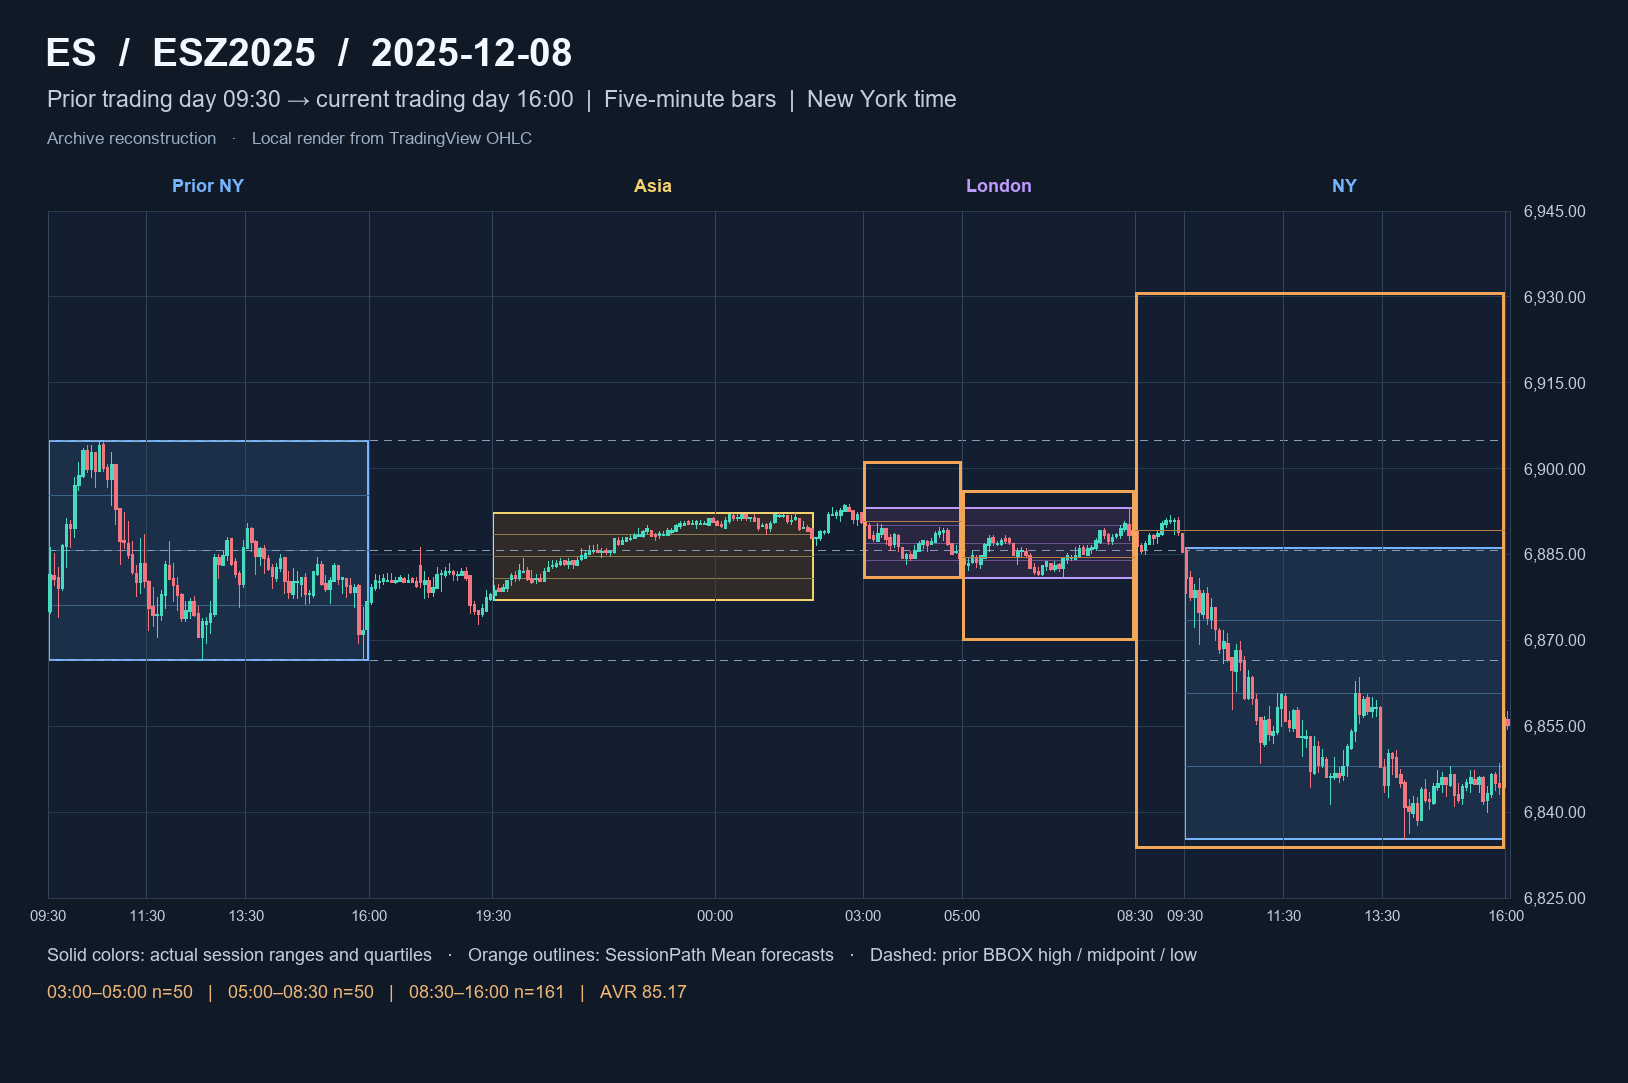 ES / ESZ2025 / 2025-12-08
Prior trading day 09:30 → current trading day 16:00 | Five-minute bars | New York time
Archive reconstruction · Local render from TradingView OHLC
Prior NY Asia London NY
6,945.00
6,930.00
6,915.00
6,900.00
6,885.00
6,870.00
6,855.00
6,840.00
6,825.00
09:30 11:30 13:30 16:00 19:30 00:00 03:00 05:00 08:30 09:30 11:30 13:30 16:00
Solid colors: actual session ranges and quartiles · Orange outlines: SessionPath Mean forecasts · Dashed: prior BBOX high / midpoint / low
03:00–05:00 n=50 | 05:00–08:30 n=50 | 08:30–16:00 n=161 | AVR 85.17